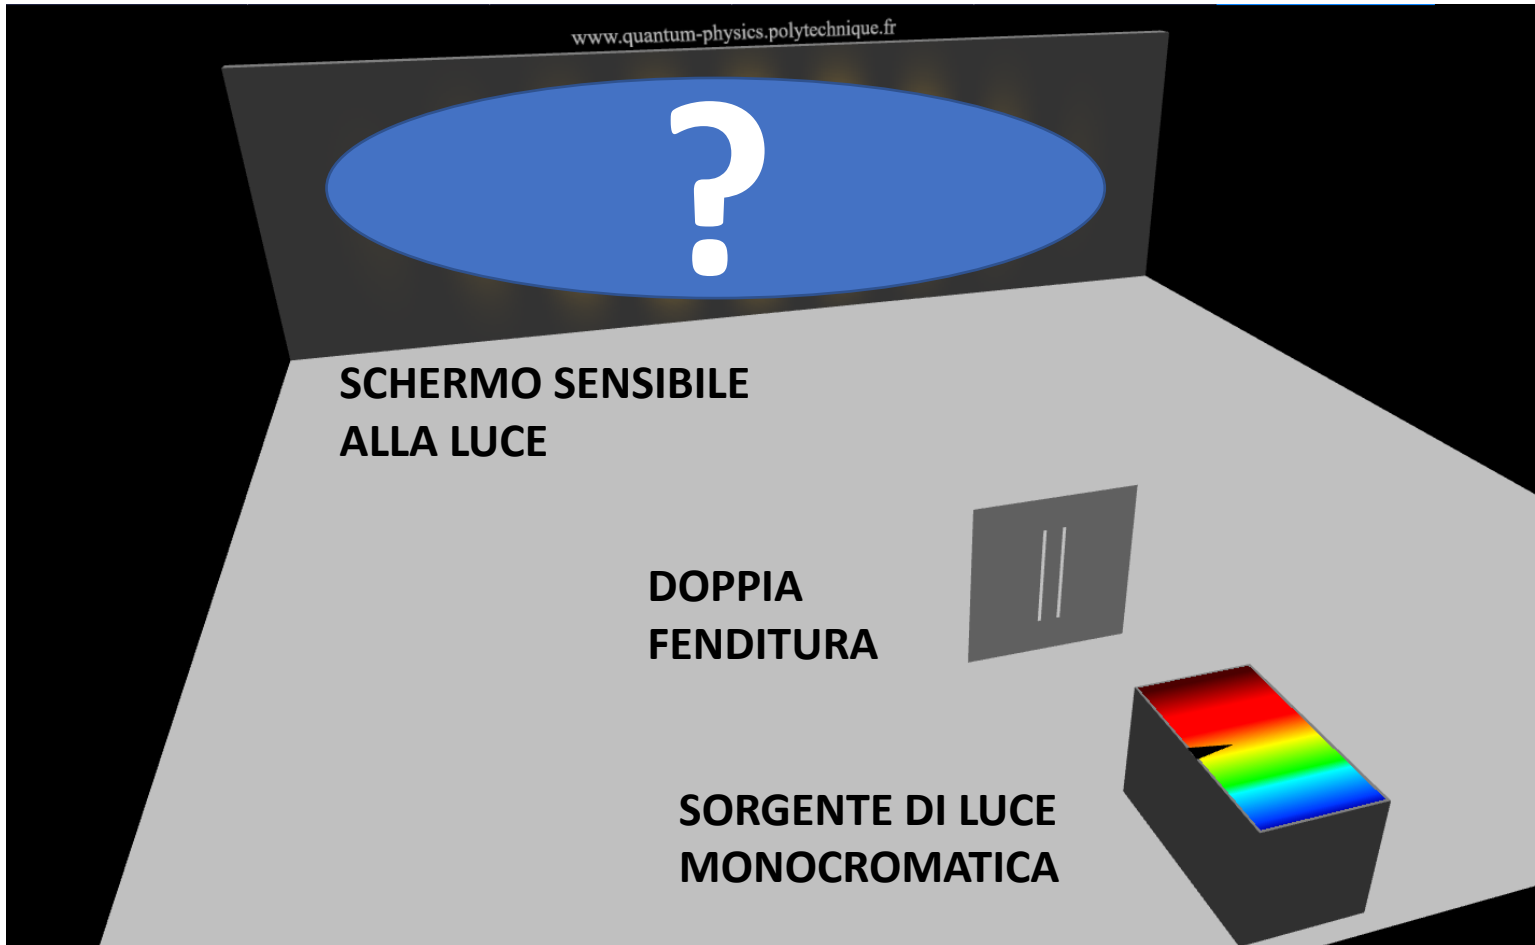 www.quantum-physics.polytechnique.fr
?
SCHERMO SENSIBILE
ALLA LUCE
DOPPIA
FENDITURA
SORGENTE DI LUCE
MONOCROMATICA